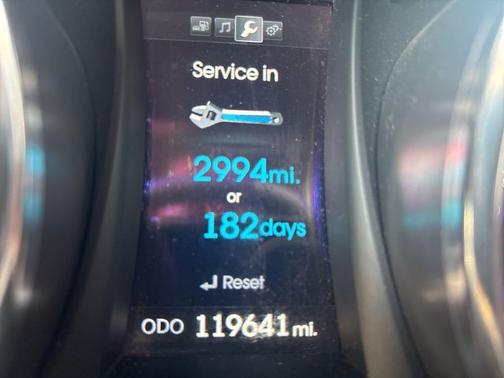 Service in
2994mi.
or
182days
Reset
ODO 119641mi.